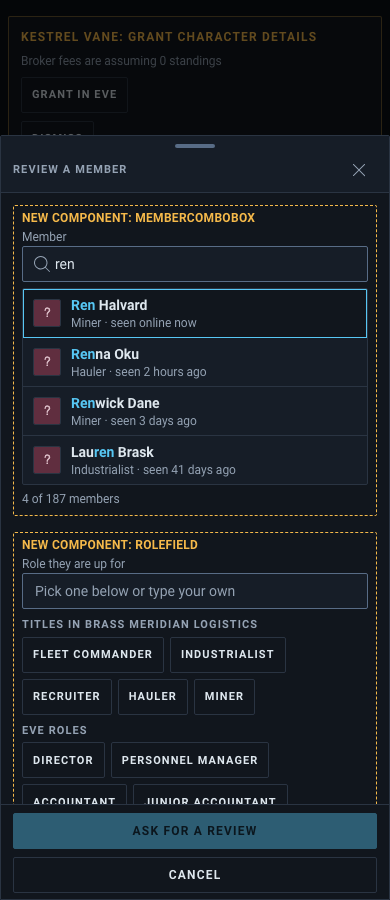 KESTREL VANE: GRANT CHARACTER DETAILS
Broker fees are assuming 0 standings
GRANT IN EVE
REVIEW A MEMBER
NEW COMPONENT: MEMBERCOMBOBOX
Member
ren
? Ren Halvard
Miner · seen online now
? Renna Oku
Hauler · seen 2 hours ago
? Renwick Dane
Miner · seen 3 days ago
? Lauren Brask
Industrialist · seen 41 days ago
4 of 187 members
NEW COMPONENT: ROLEFIELD
Role they are up for
Pick one below or type your own
TITLES IN BRASS MERIDIAN LOGISTICS
FLEET COMMANDER INDUSTRIALIST
RECRUITER HAULER MINER
EVE ROLES
DIRECTOR PERSONNEL MANAGER
ACCOUNTANT JUNIOR ACCOUNTANT
ASK FOR A REVIEW
CANCEL